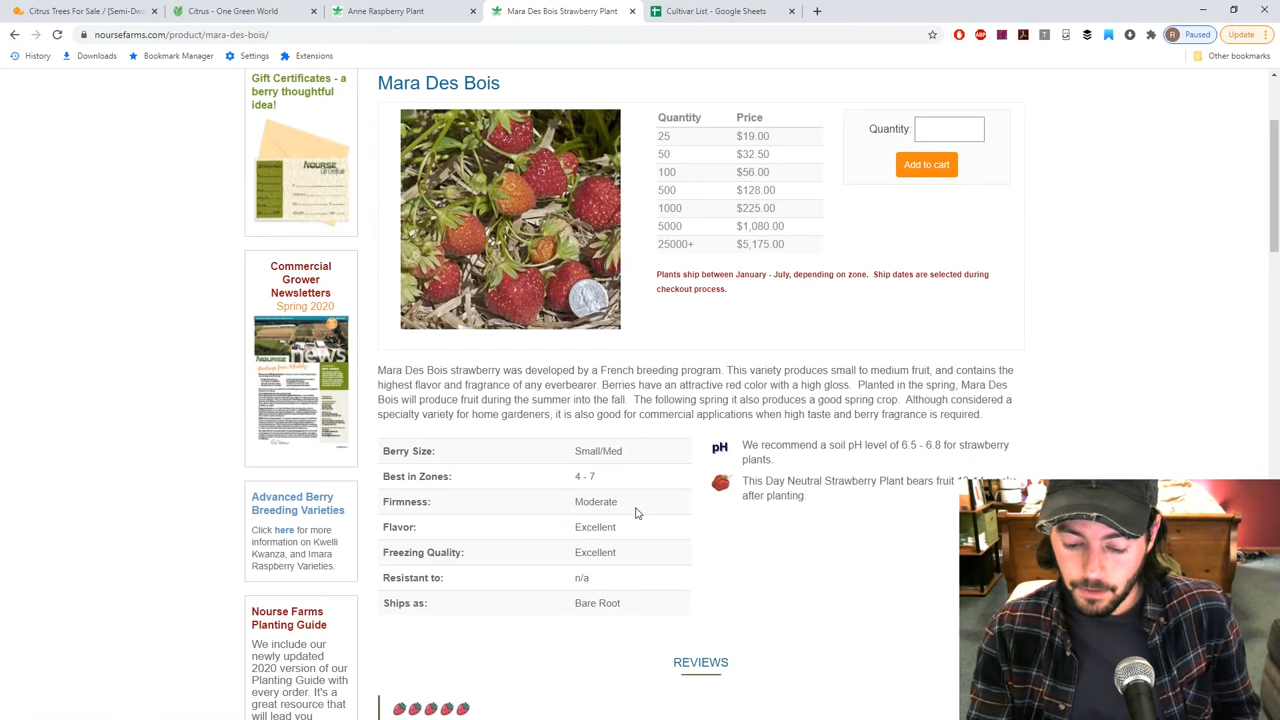 Citrus Trees For Sale / [Semi-Dw
Citrus - One Green World
Anne Raspberry Plant
Mara Des Bois Strawberry Plant
Cultivar List - Google Sheets
noursefarms.com/product/mara-des-bois/
Paused
Update
History
Downloads
Bookmark Manager
Settings
Extensions
Other bookmarks
Gift Certificates - a
berry thoughtful
idea!
NOURSE
Commercial
Grower
Newsletters
Spring 2020
news
Advanced Berry
Breeding Varieties
Click here for more
information on Kwelli
Kwanza, and Imara
Raspberry Varieties.
Nourse Farms
Planting Guide
We include our
newly updated
2020 version of our
Planting Guide with
every order. It's a
great resource that
will lead you
Mara Des Bois
Quantity Price
25 $19.00
50 $32.50
100 $56.00
500 $128.00
1000 $225.00
5000 $1,080.00
25000+ $5,175.00
Quantity:
Add to cart
Plants ship between January - July, depending on zone. Ship dates are selected during
checkout process.
Mara Des Bois strawberry was developed by a French breeding program. This variety produces small to medium fruit, and contains the
highest flavor and fragrance of any everbearer. Berries have an attractive red color with a high gloss. Planted in the spring, Mara Des
Bois will produce fruit during the summer into the fall. The following spring it also produces a good spring crop. Although considered a
specialty variety for home gardeners, it is also good for commercial applications when high taste and berry fragrance is required.
Berry Size: Small/Med
Best in Zones: 4 - 7
Firmness: Moderate
Flavor: Excellent
Freezing Quality: Excellent
Resistant to: n/a
Ships as: Bare Root
pH
We recommend a soil pH level of 6.5 - 6.8 for strawberry
plants.
This Day Neutral Strawberry Plant bears fruit
after planting.
REVIEWS